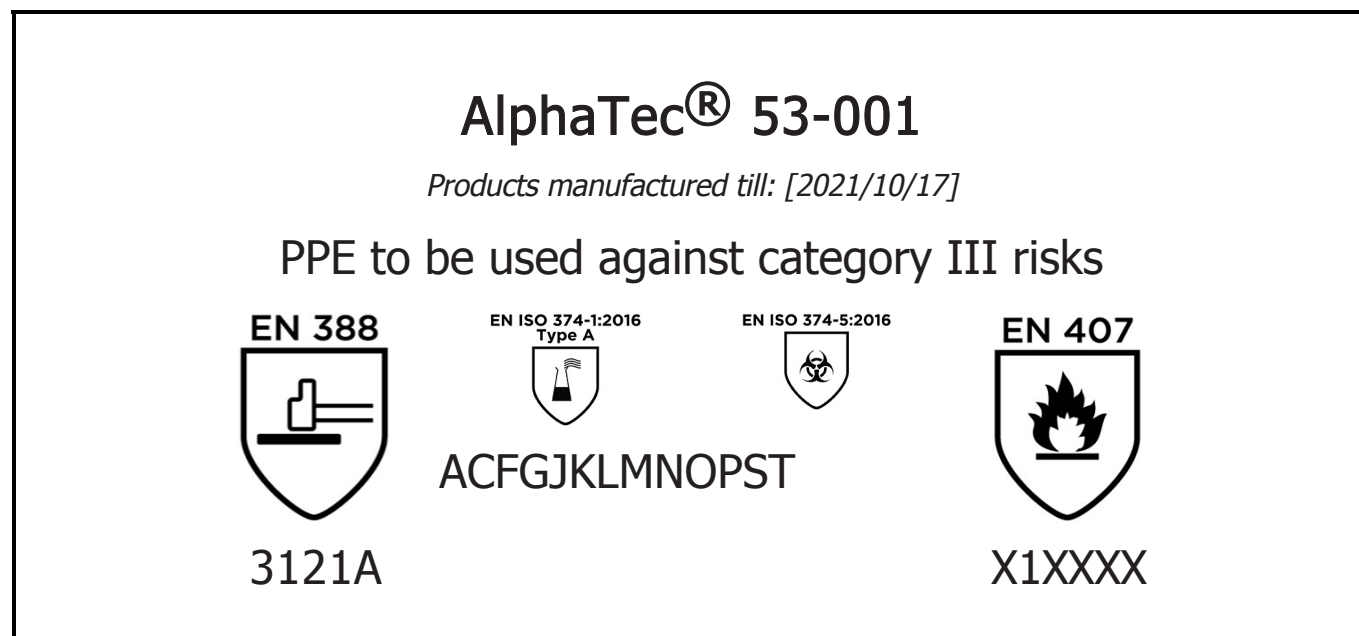 AlphaTec® 53-001
Products manufactured till: [2021/10/17]
PPE to be used against category III risks
EN 388
EN ISO 374-1:2016
Type A
EN ISO 374-5:2016
EN 407
ACFGJKLMNOPST
3121A
X1XXXX